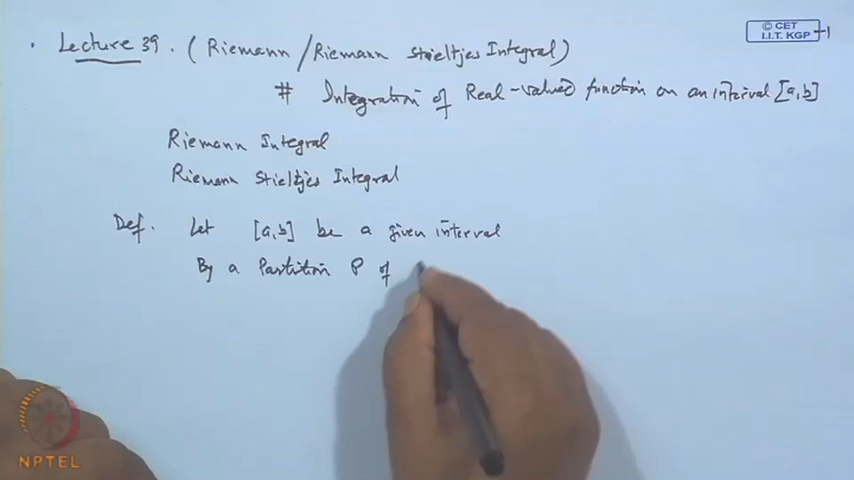 Lecture 39. (Riemann/Riemann Stieltjes Integral)
© CET
I.I.T. KGP
# Integration of Real-valued function on an interval [a,b]
Riemann Integral
Riemann Stieltjes Integral
Def. Let [a,b] be a given interval
By a Partition P of
NPTEL